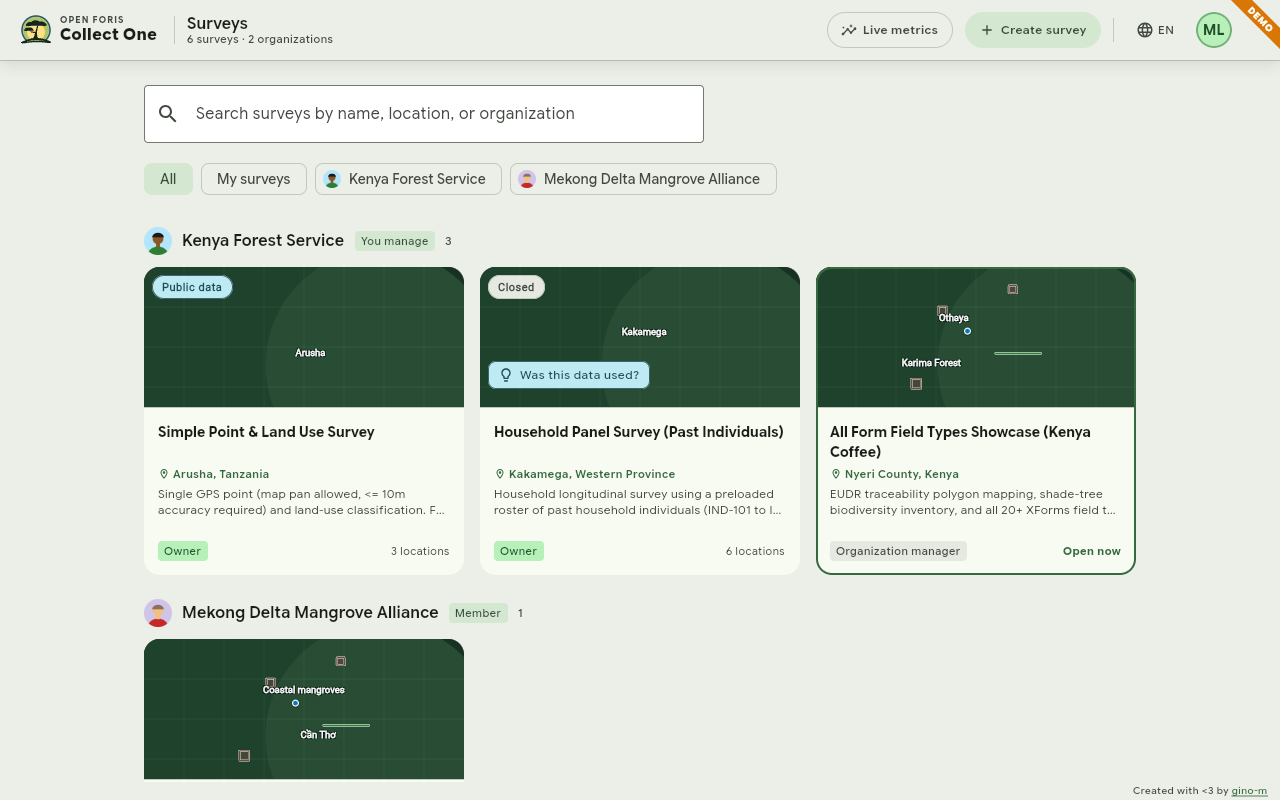 OPEN FORIS
Collect One
Surveys
6 surveys · 2 organizations
Live metrics
Create survey
EN
ML
DEMO
Search surveys by name, location, or organization
All
My surveys
Kenya Forest Service
Mekong Delta Mangrove Alliance
Kenya Forest Service
You manage
3
Public data
Arusha
Simple Point & Land Use Survey
Arusha, Tanzania
Single GPS point (map pan allowed, <= 10m
accuracy required) and land-use classification. F...
Owner
3 locations
Closed
Kakamega
Was this data used?
Household Panel Survey (Past Individuals)
Kakamega, Western Province
Household longitudinal survey using a preloaded
roster of past household individuals (IND-101 to I...
Owner
6 locations
Othaya
Karima Forest
All Form Field Types Showcase (Kenya
Coffee)
Nyeri County, Kenya
EUDR traceability polygon mapping, shade-tree
biodiversity inventory, and all 20+ XForms field t...
Organization manager
Open now
Mekong Delta Mangrove Alliance
Member
1
Coastal mangroves
Cần Thơ
Created with <3 by gino-m